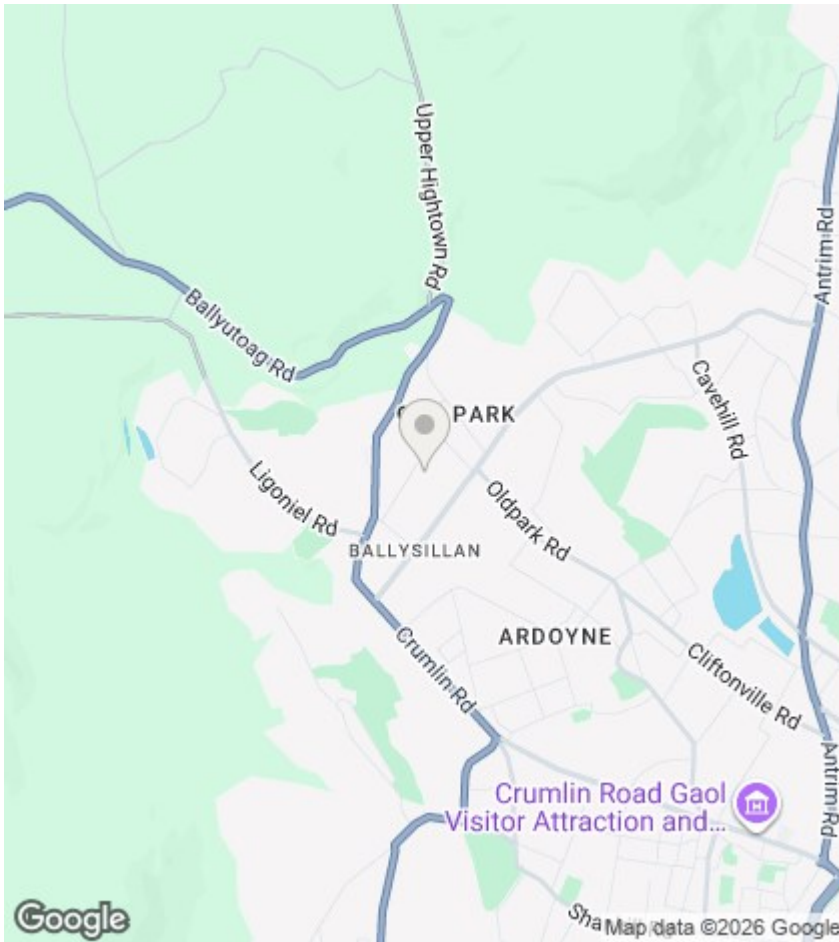 Upper Hightown Rd
Antrim Rd
Ballyutoag Rd
Cavehill Rd
PARK
Ligoniel Rd
Oldpark Rd
BALLYSILLAN
ARDOYNE
Crumlin Rd
Cliftonville Rd
Antrim Rd
Crumlin Road Gaol
Visitor Attraction and...
Google
Map data ©2026 Google